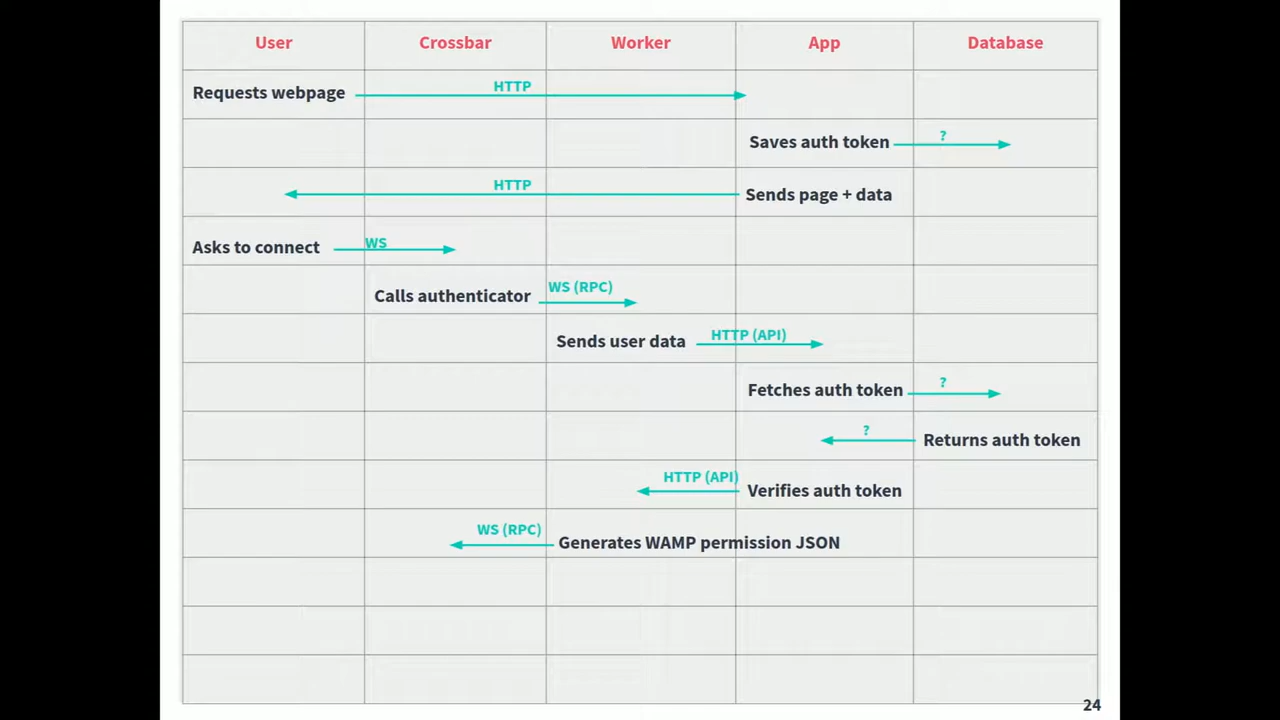 User Crossbar Worker App Database
Requests webpage HTTP
Saves auth token ?
HTTP Sends page + data
Asks to connect WS
Calls authenticator WS (RPC)
Sends user data HTTP (API)
Fetches auth token ?
? Returns auth token
HTTP (API) Verifies auth token
WS (RPC) Generates WAMP permission JSON
24